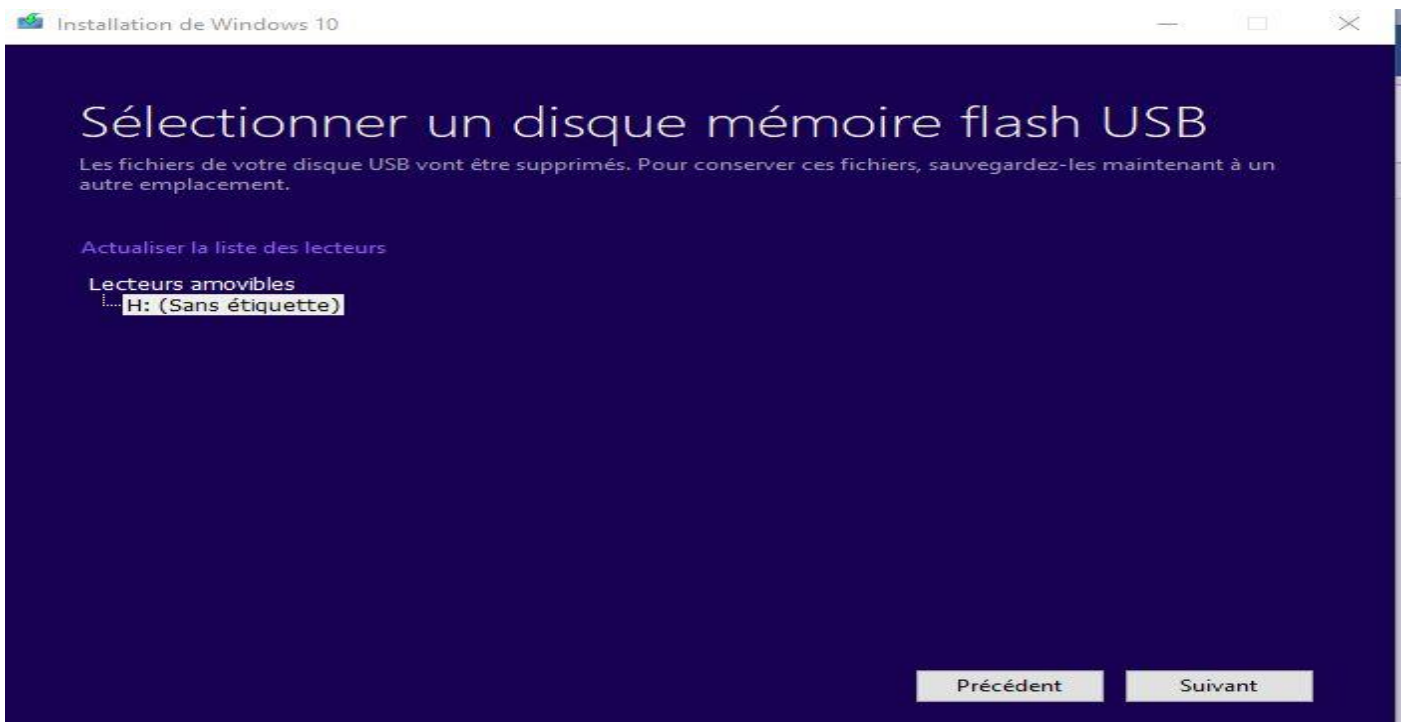 Installation de Windows 10
Sélectionner un disque mémoire flash USB
Les fichiers de votre disque USB vont être supprimés. Pour conserver ces fichiers, sauvegardez-les maintenant à un
autre emplacement.
Actualiser la liste des lecteurs
Lecteurs amovibles
H: (Sans étiquette)
Précédent
Suivant